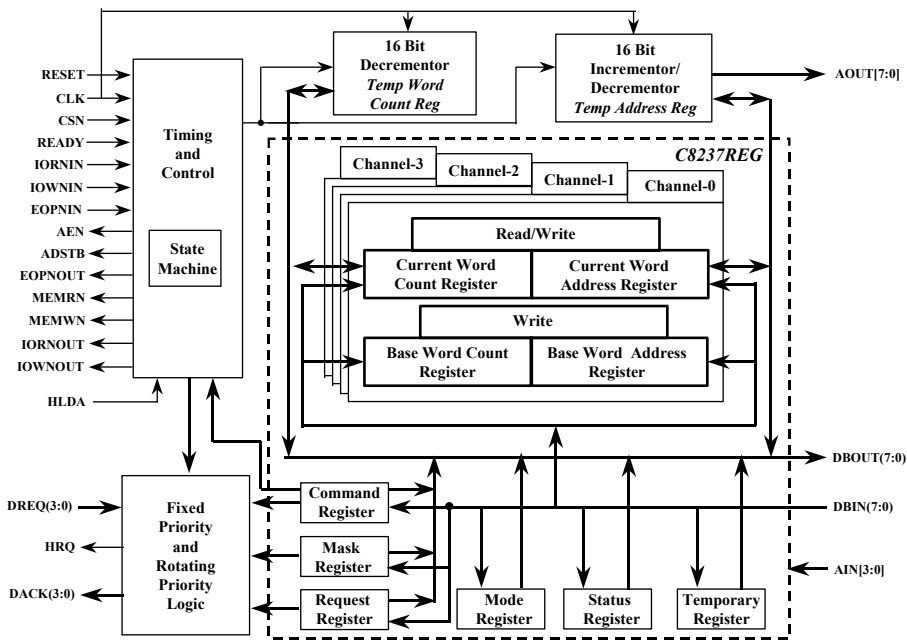 16 Bit
Decrementor
Temp Word
Count Reg
16 Bit
Incrementor/
Decrementor
Temp Address Reg
AOUT[7:0]
RESET
CLK
CSN
READY
IORNIN
IOWNIN
EOPNIN
AEN
ADSTB
EOPNOUT
MEMRN
MEMWN
IORNOUT
IOWNOUT
HLDA
Timing
and
Control
State
Machine
C8237REG
Channel-3
Channel-2
Channel-1
Channel-0
Read/Write
Current Word
Count Register
Current Word
Address Register
Write
Base Word Count
Register
Base Word Address
Register
DBOUT(7:0)
DBIN(7:0)
AIN[3:0]
DREQ(3:0)
HRQ
DACK(3:0)
Fixed
Priority
and
Rotating
Priority
Logic
Command
Register
Mask
Register
Request
Register
Mode
Register
Status
Register
Temporary
Register